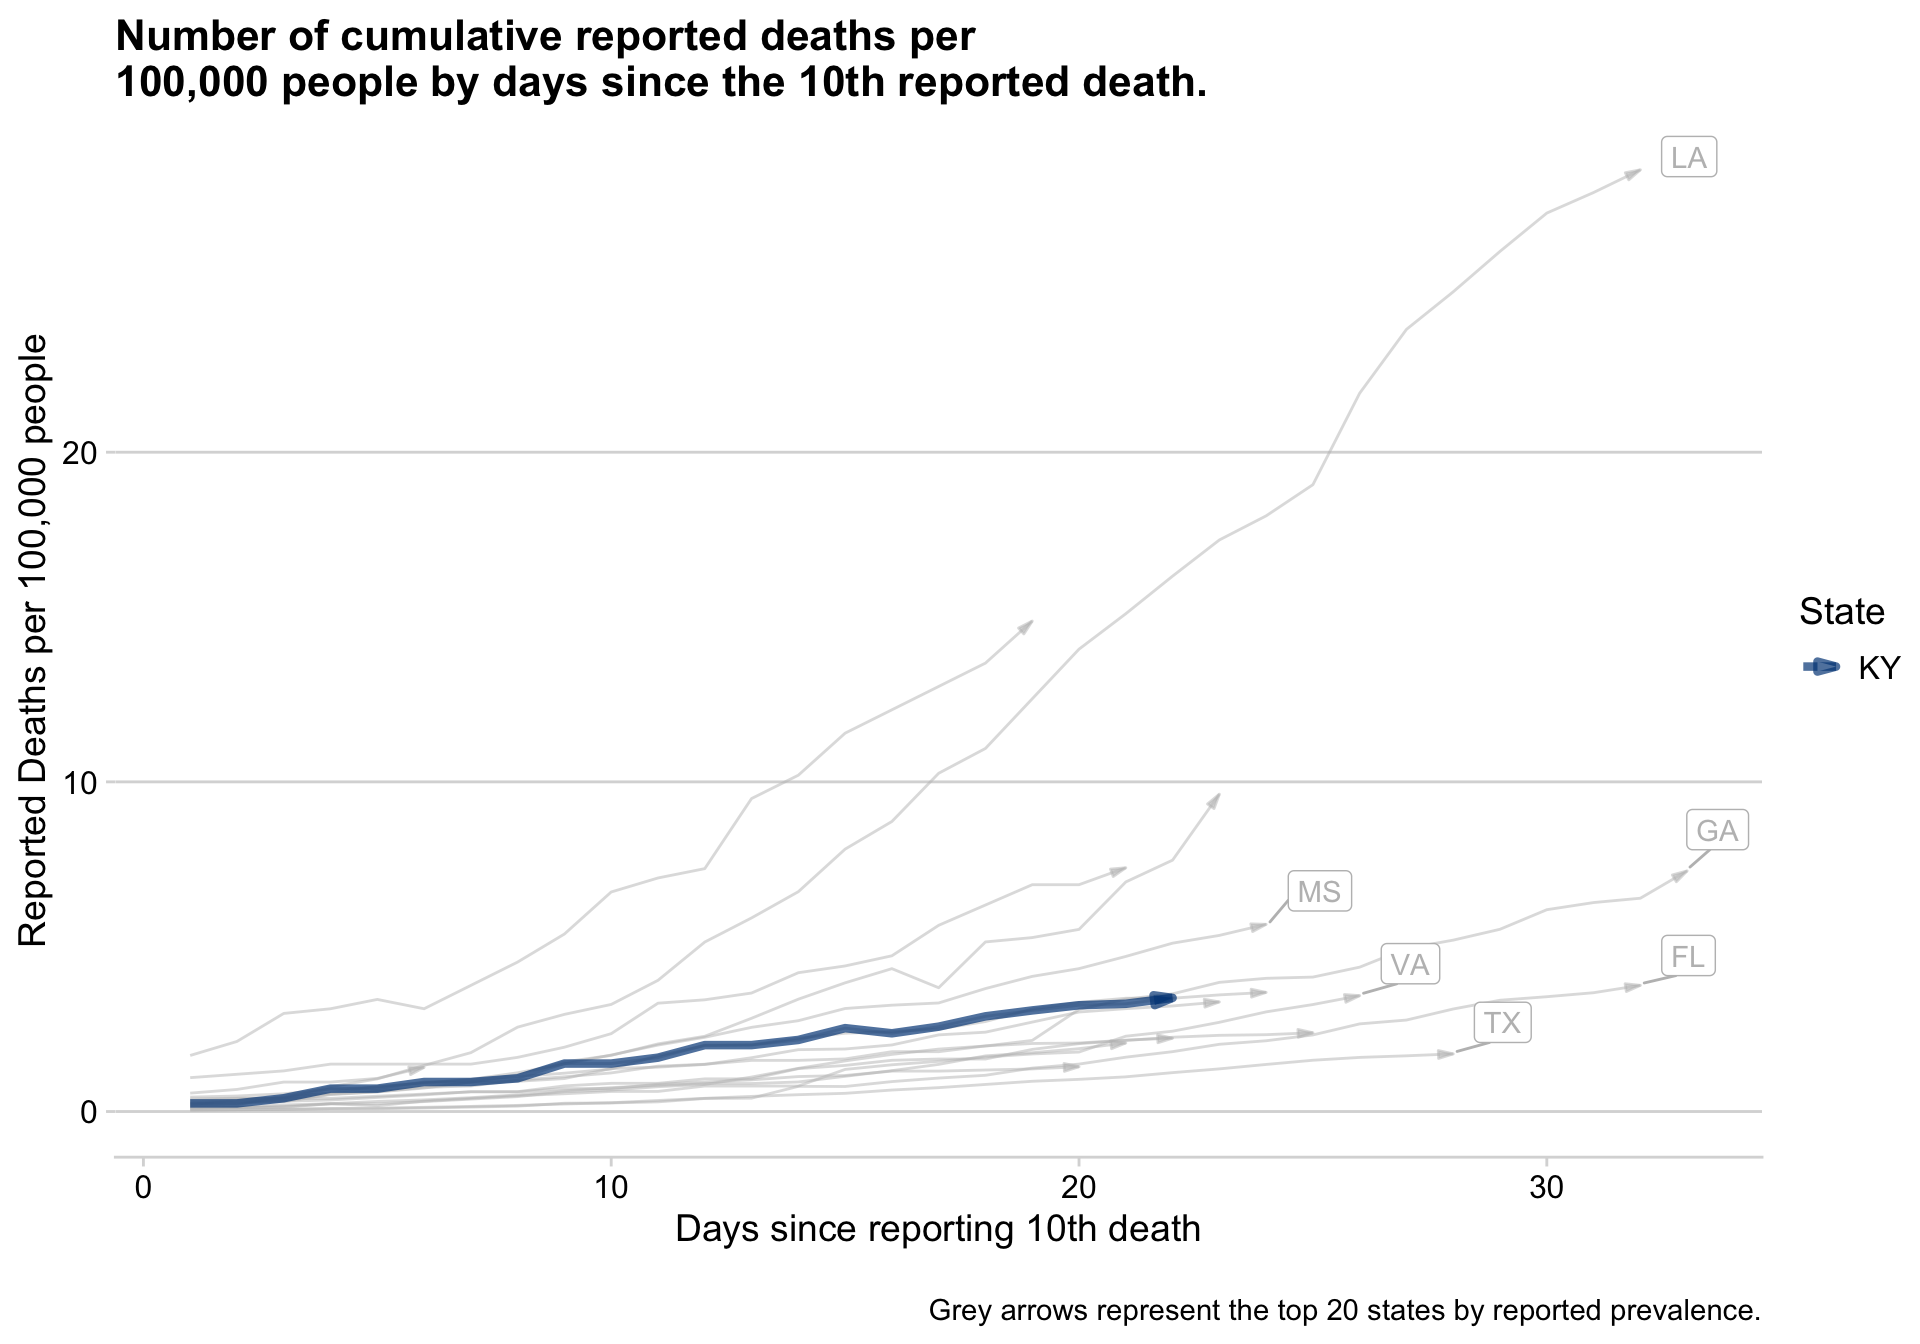 Number of cumulative reported deaths per
100,000 people by days since the 10th reported death.
LA
20
Reported Deaths per 100,000 people
State
KY
10
GA
MS
VA
FL
TX
0
0
10
20
30
Days since reporting 10th death
Grey arrows represent the top 20 states by reported prevalence.